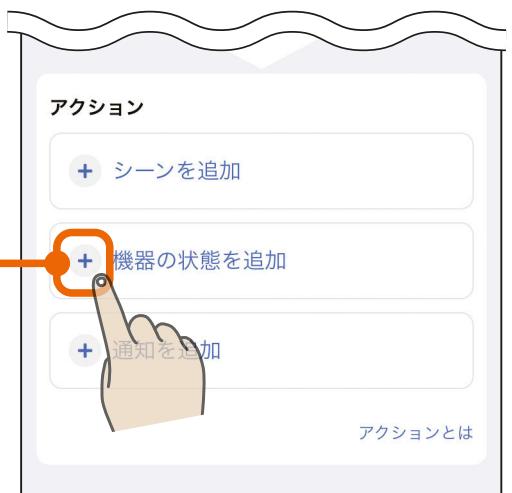 アクション
+ シーンを追加
+ 機器の状態を追加
+ 通知を追加
アクションとは